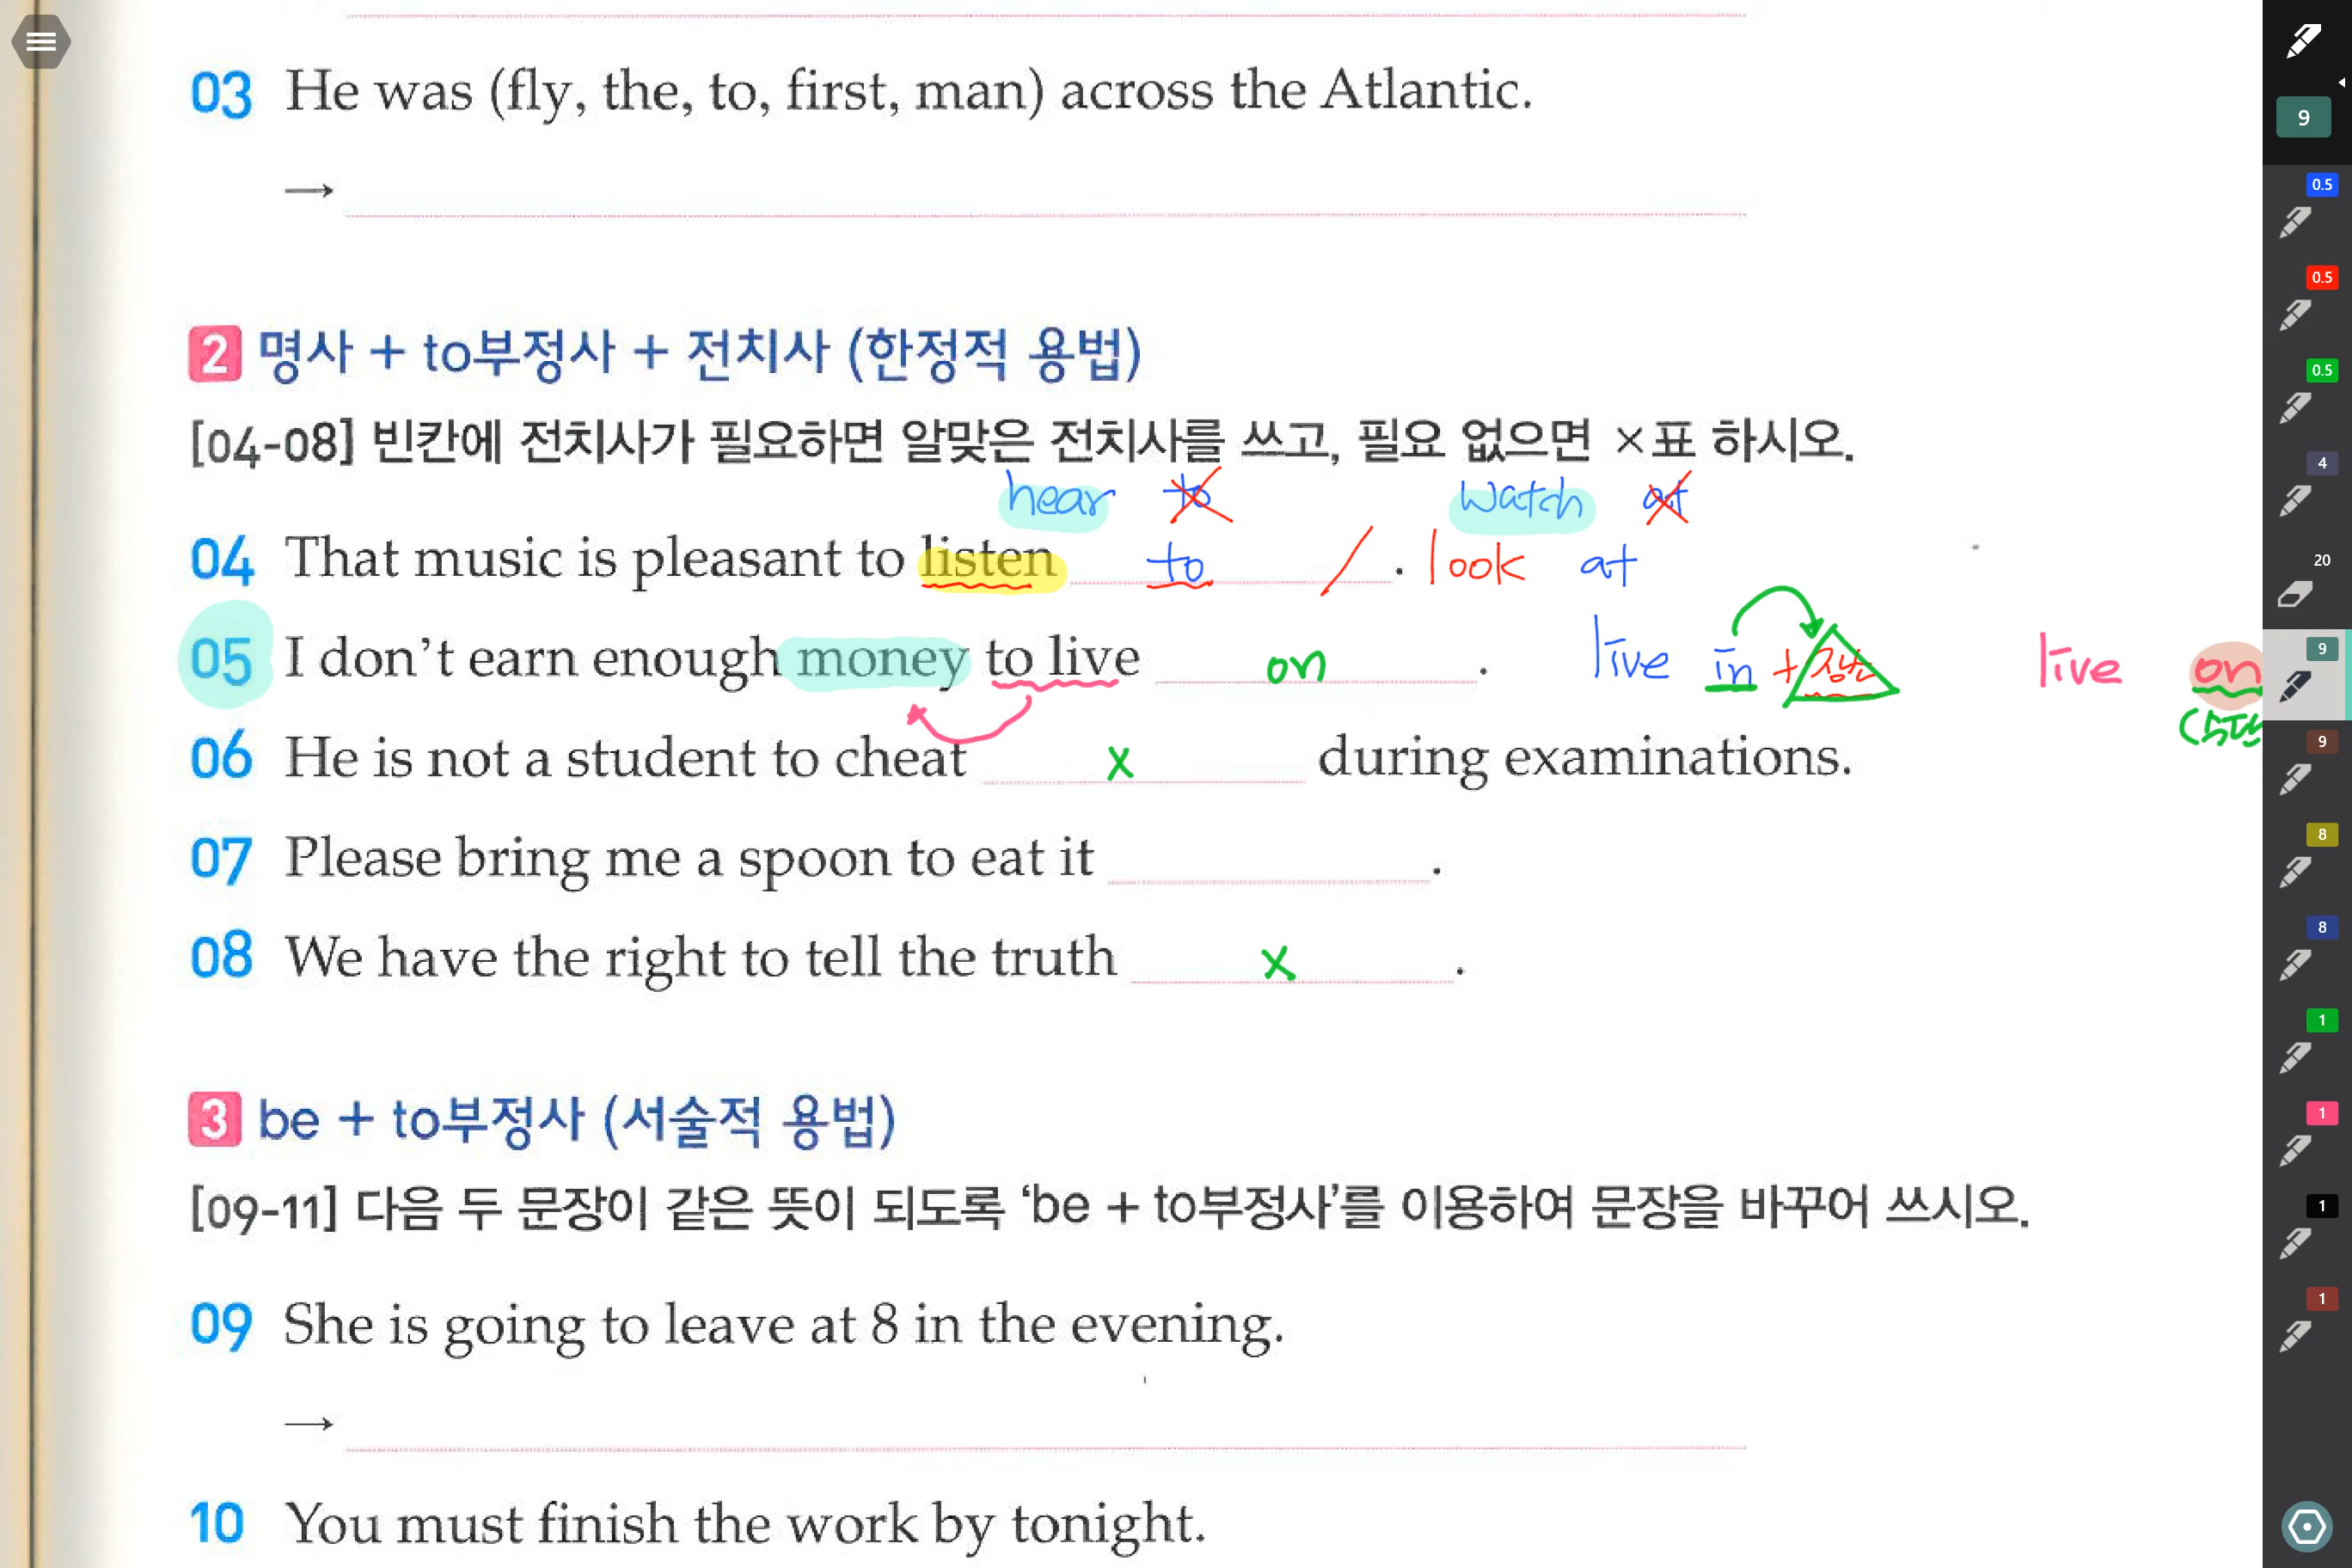 03 He was (fly, the, to, first, man) across the Atlantic.
→
2 명사 + to부정사 + 전치사 (한정적 용법)
[04-08] 빈칸에 전치사가 필요하면 알맞은 전치사를 쓰고, 필요 없으면 ×표 하시오.
hear to watch at
04 That music is pleasant to listen to / . look at
05 I don't earn enough money to live on . live in + 장소 live on
06 He is not a student to cheat x during examinations.
07 Please bring me a spoon to eat it .
08 We have the right to tell the truth x .
3 be + to부정사 (서술적 용법)
[09-11] 다음 두 문장이 같은 뜻이 되도록 'be + to부정사'를 이용하여 문장을 바꾸어 쓰시오.
09 She is going to leave at 8 in the evening.
→
10 You must finish the work by tonight.
9
0.5
0.5
0.5
4
20
9
9
8
8
1
1
1
1